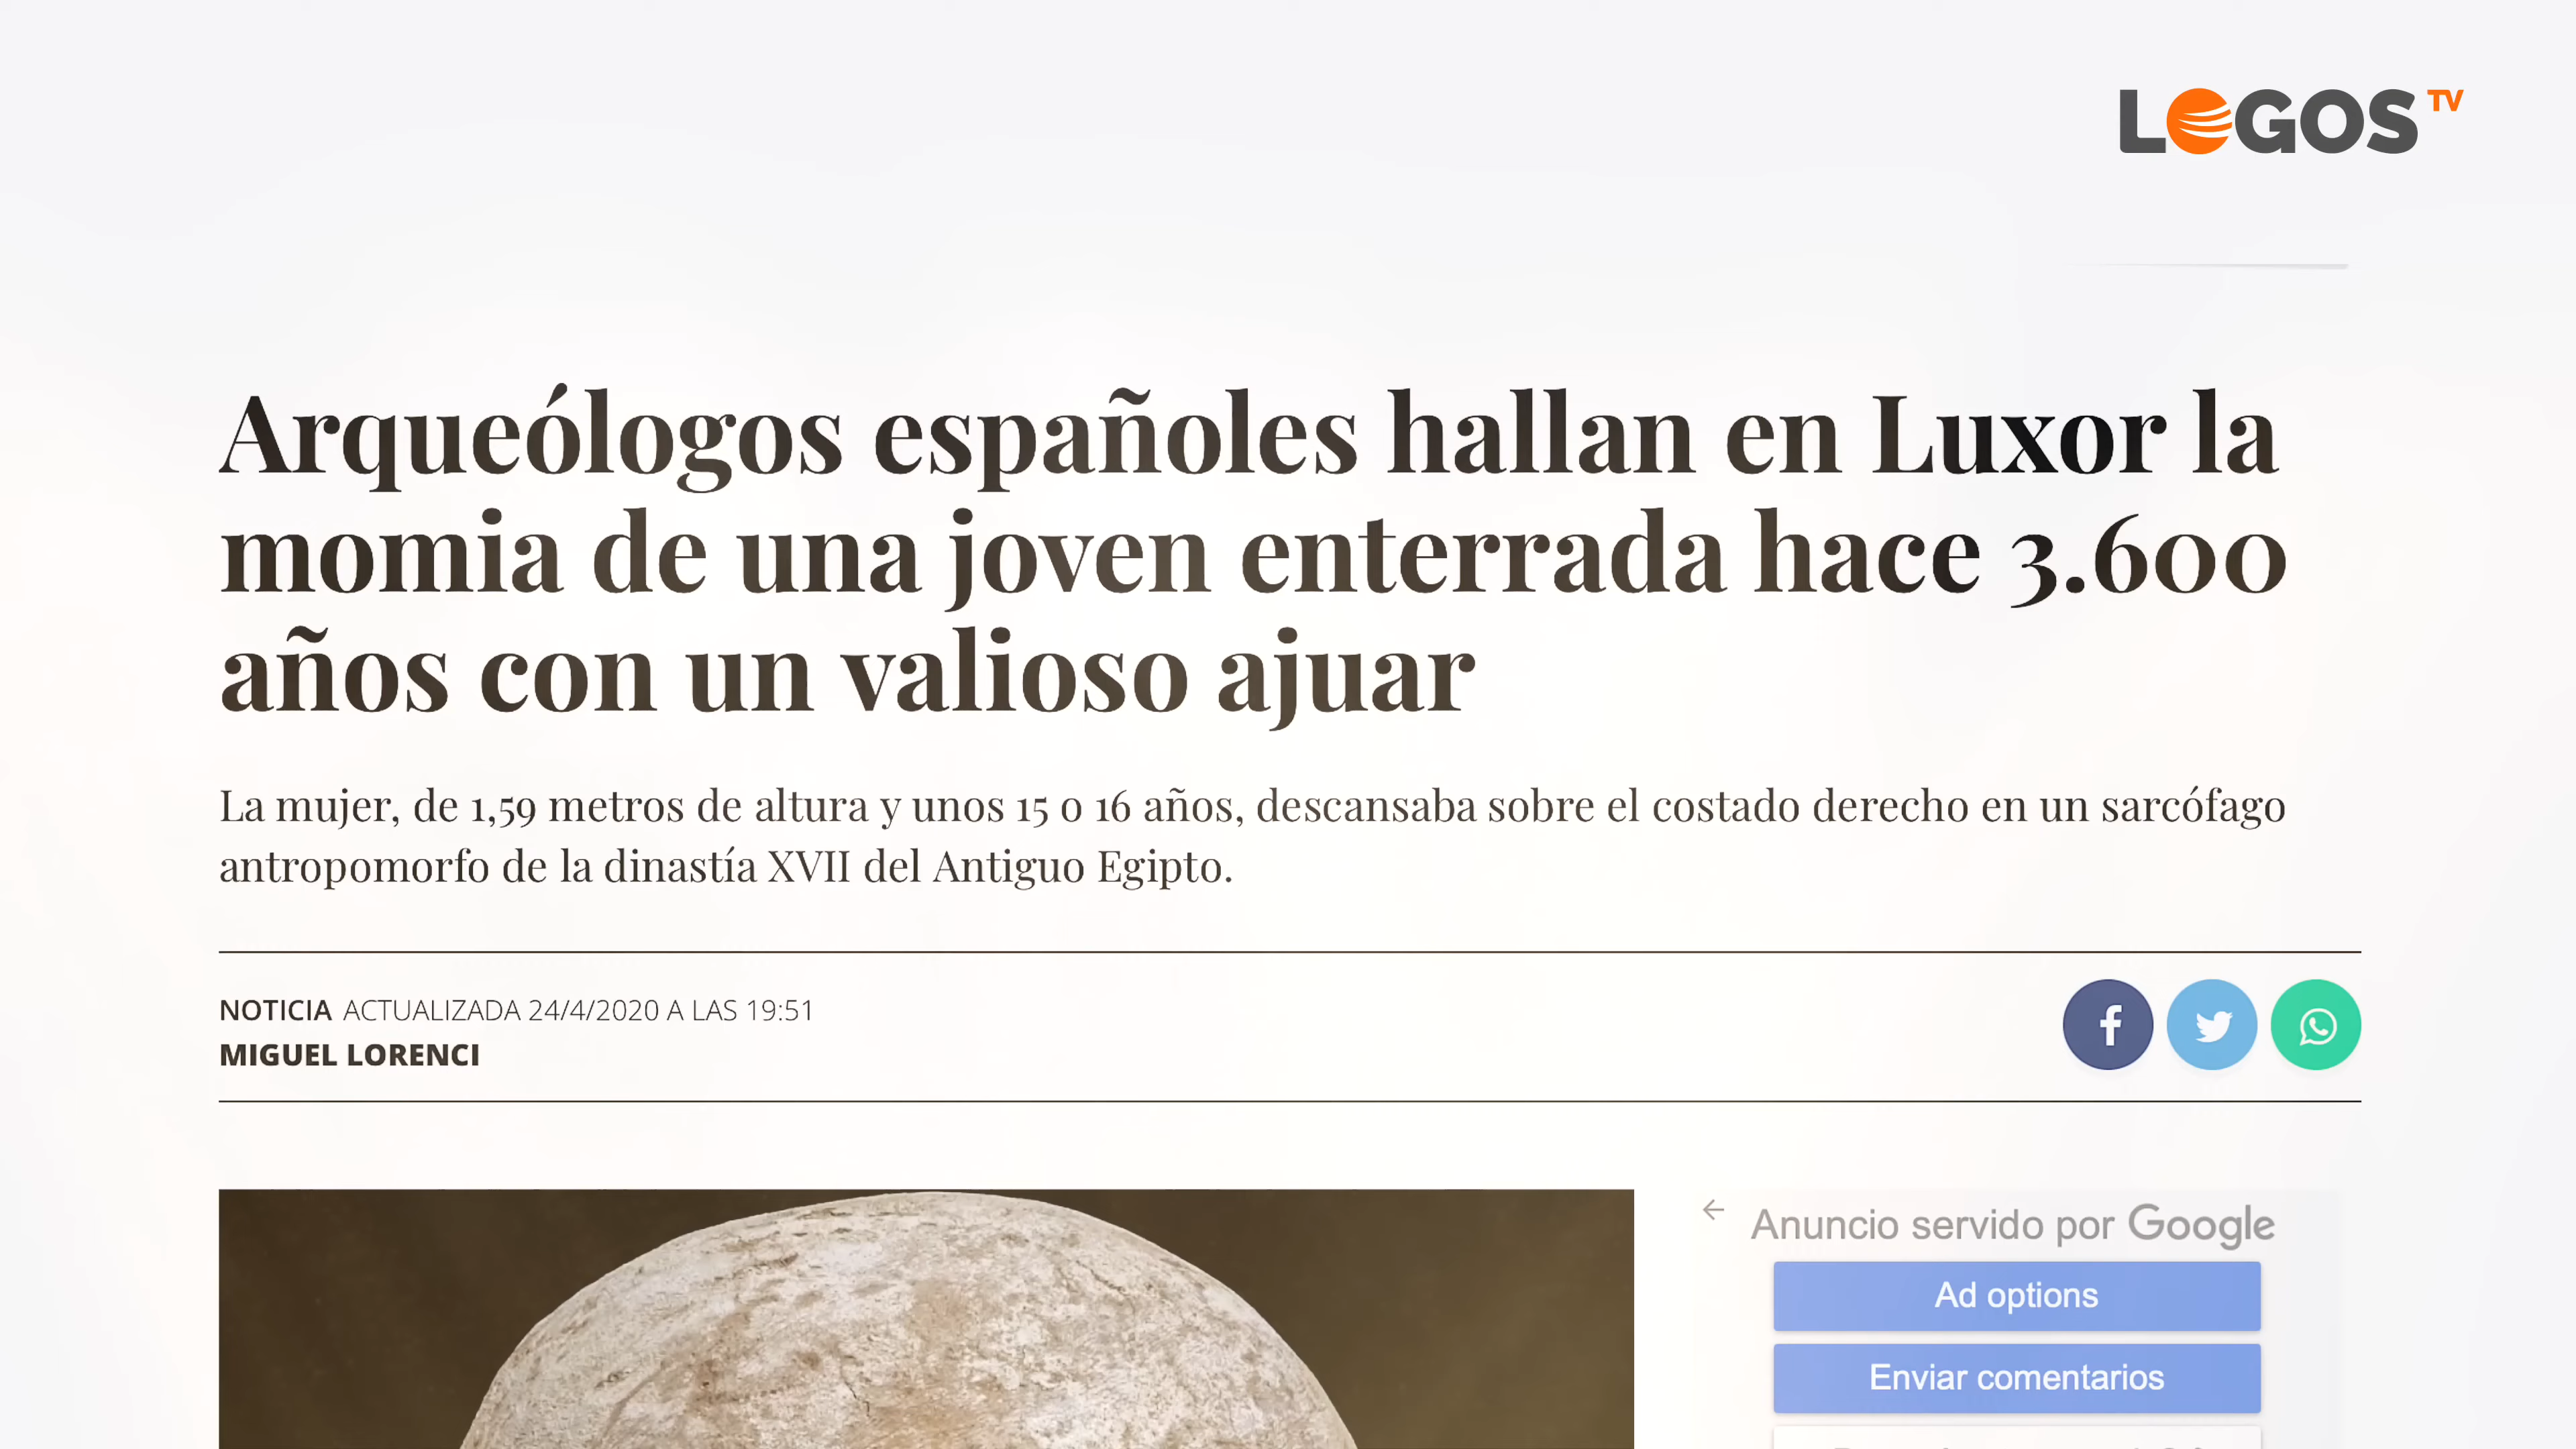 LOGOS TV
Arqueólogos españoles hallan en Luxor la
momia de una joven enterrada hace 3.600
años con un valioso ajuar
La mujer, de 1,59 metros de altura y unos 15 o 16 años, descansaba sobre el costado derecho en un sarcófago
antropomorfo de la dinastía XVII del Antiguo Egipto.
NOTICIA ACTUALIZADA 24/4/2020 A LAS 19:51
MIGUEL LORENCI
Anuncio servido por Google
Ad options
Enviar comentarios